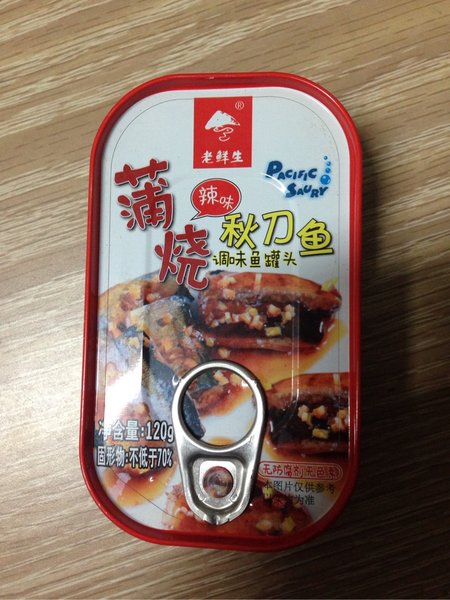 ®
老鲜生
PACIFIC
SAURY
蒲烧
辣味
秋刀鱼
调味鱼罐头
净含量:120g
固形物:不低于70%
无防腐剂 无色素
本图片仅供参考
为准